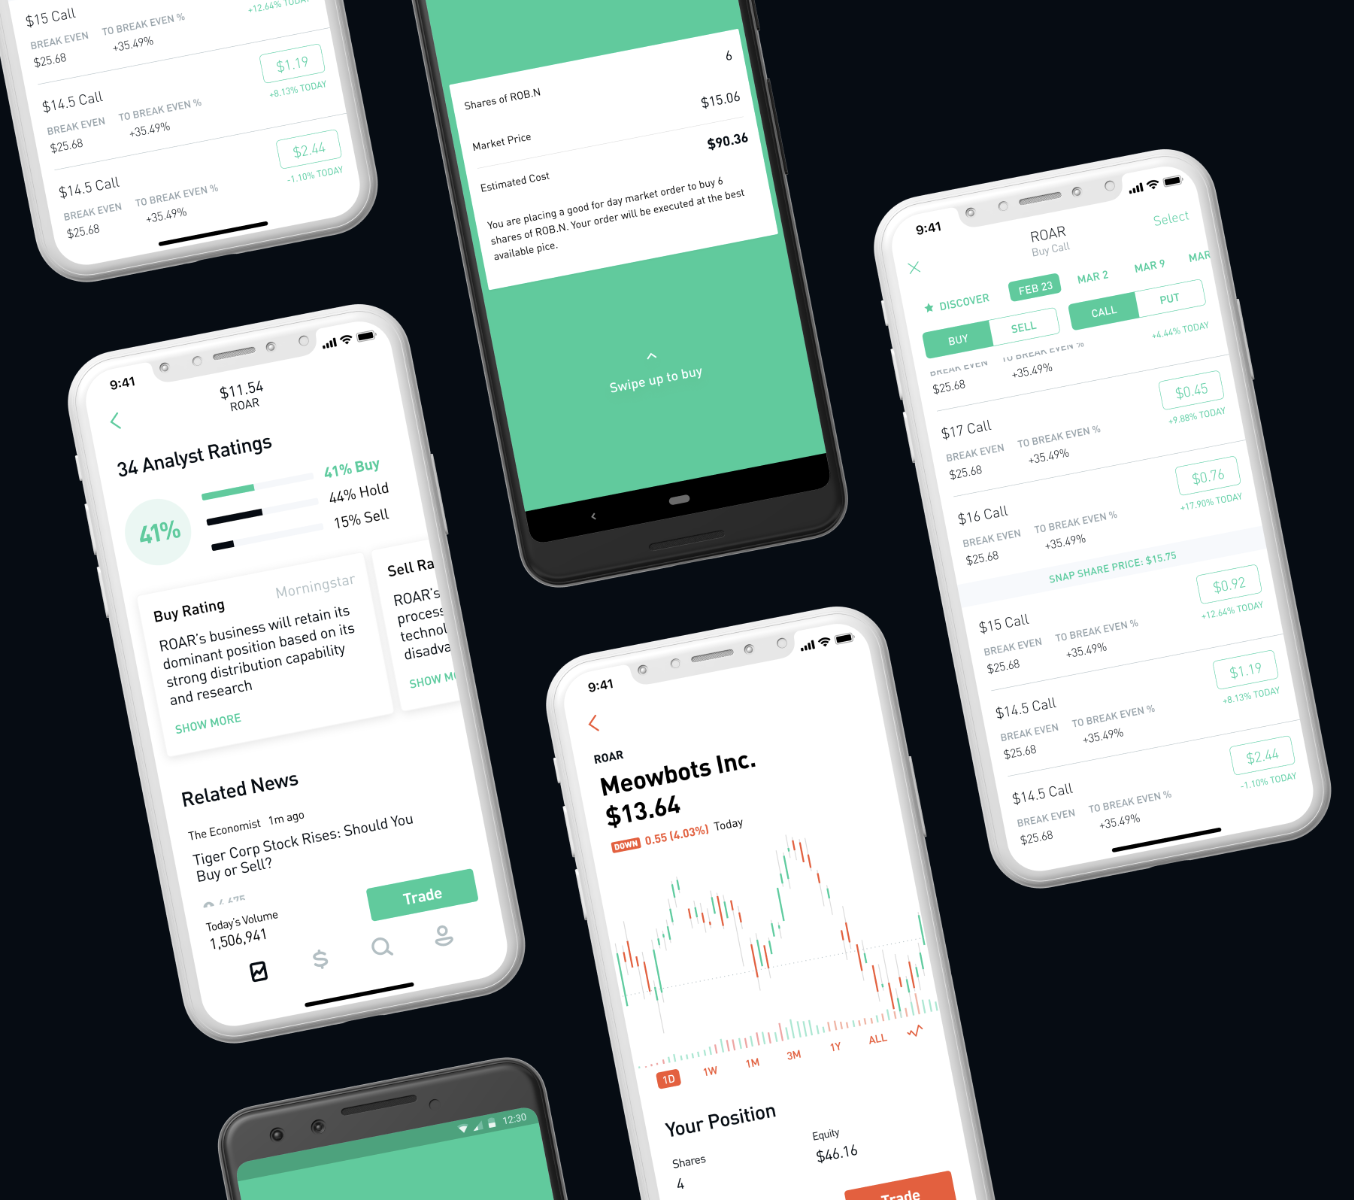 $15 Call
BREAK EVEN TO BREAK EVEN %
$25.68 +35.49%
+12.64% TODAY
$14.5 Call
$1.19
BREAK EVEN TO BREAK EVEN %
$25.68 +35.49%
+8.13% TODAY
$14.5 Call
$2.44
BREAK EVEN TO BREAK EVEN %
$25.68 +35.49%
-1.10% TODAY
Shares of ROB.N 6
Market Price $15.06
Estimated Cost $90.36
You are placing a good for day market order to buy 6
shares of ROB.N. Your order will be executed at the best
available pice.
Swipe up to buy
9:41
ROAR
Buy Call
Select
DISCOVER FEB 23 MAR 2 MAR 9 MAR
BUY SELL CALL PUT
BREAK EVEN TO BREAK EVEN %
$25.68 +35.49%
+4.44% TODAY
$17 Call
$0.45
BREAK EVEN TO BREAK EVEN %
$25.68 +35.49%
+9.88% TODAY
$16 Call
$0.76
BREAK EVEN TO BREAK EVEN %
$25.68 +35.49%
+17.90% TODAY
SNAP SHARE PRICE: $15.75
$15 Call
$0.92
BREAK EVEN TO BREAK EVEN %
$25.68 +35.49%
+12.64% TODAY
$14.5 Call
$1.19
BREAK EVEN TO BREAK EVEN %
$25.68 +35.49%
+8.13% TODAY
$14.5 Call
$2.44
BREAK EVEN TO BREAK EVEN %
$25.68 +35.49%
-1.10% TODAY
9:41
$11.54
ROAR
34 Analyst Ratings
41%
41% Buy
44% Hold
15% Sell
Buy Rating Morningstar
ROAR's business will retain its
dominant position based on its
strong distribution capability
and research
SHOW MORE
Sell Ra
ROAR's
process
technol
disadva
SHOW M
Related News
The Economist 1m ago
Tiger Corp Stock Rises: Should You
Buy or Sell?
Today's Volume
1,506,941
Trade
9:41
ROAR
Meowbots Inc.
$13.64
DOWN 0.55 (4.03%) Today
1D 1W 1M 3M 1Y ALL
Your Position
Shares
4
Equity
$46.16
Trade
12:30